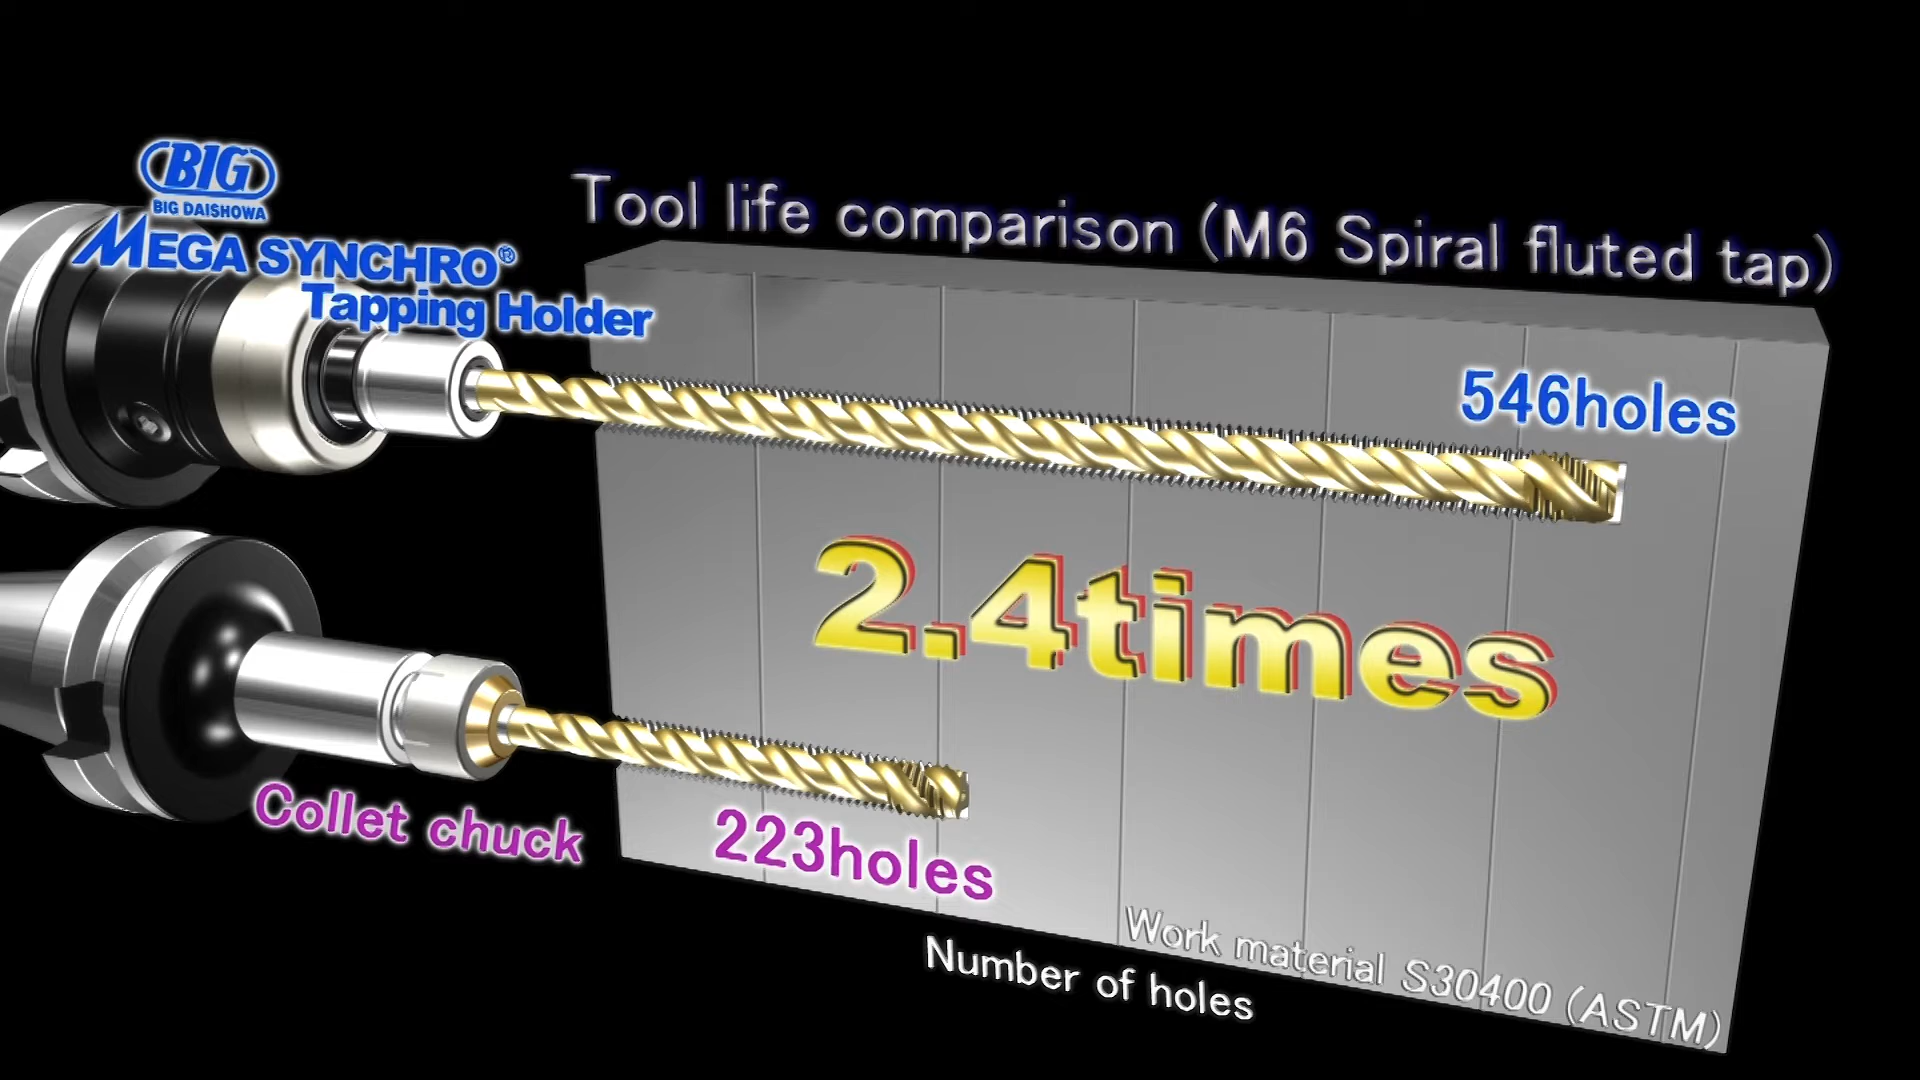 BIG
BIG DAISHOWA
MEGA SYNCHRO®
Tapping Holder
Tool life comparison (M6 Spiral fluted tap)
546holes
2.4times
Collet chuck
223holes
Number of holes
Work material S30400 (ASTM)